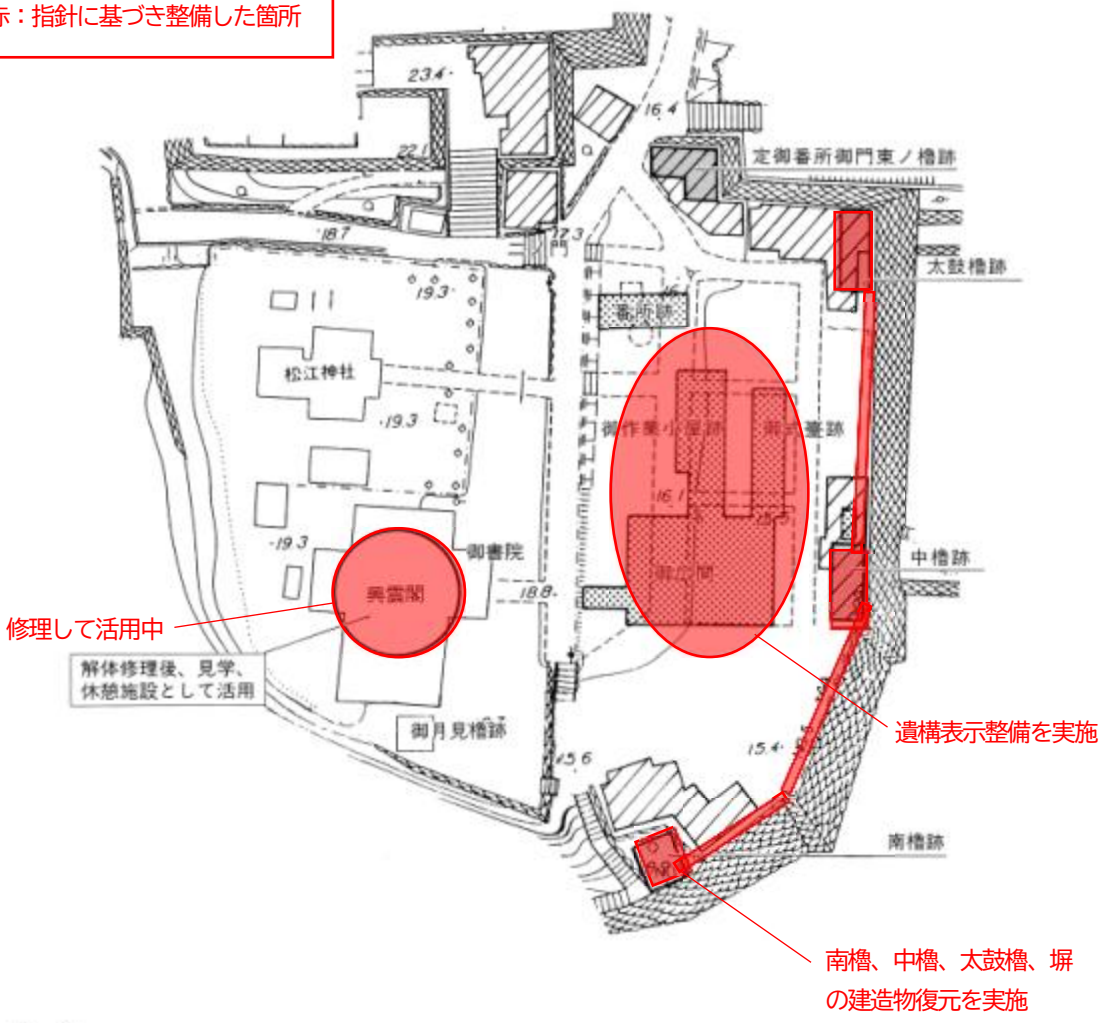 示：指針に基づき整備した箇所
23.4
16.4
22.1
定御番所御門東ノ櫓跡
18.7
17.3
門
太鼓櫓跡
19.3
番所跡
松江神社
19.3
御作業小屋跡
御式臺跡
16.1
19.3
御書院
中櫓跡
興雲閣
御広間
18.8
修理して活用中
解体修理後、見学、
休憩施設として活用
御月見櫓跡
遺構表示整備を実施
15.4
15.6
南櫓跡
南櫓、中櫓、太鼓櫓、塀
の建造物復元を実施